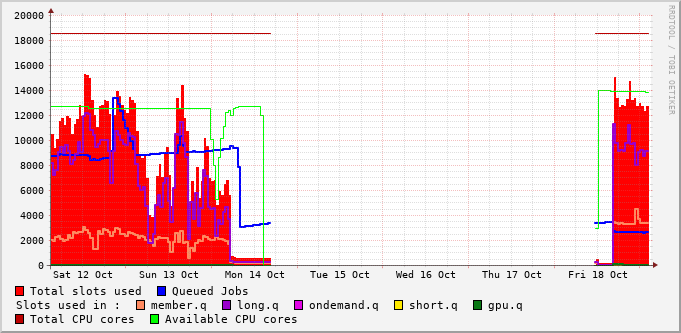 20000
18000
16000
14000
12000
10000
8000
6000
4000
2000
0
Sat 12 Oct Sun 13 Oct Mon 14 Oct Tue 15 Oct Wed 16 Oct Thu 17 Oct Fri 18 Oct
RRDTOOL / TOBI OETIKER
Total slots used Queued Jobs
Slots used in : member.q long.q ondemand.q short.q gpu.q
Total CPU cores Available CPU cores